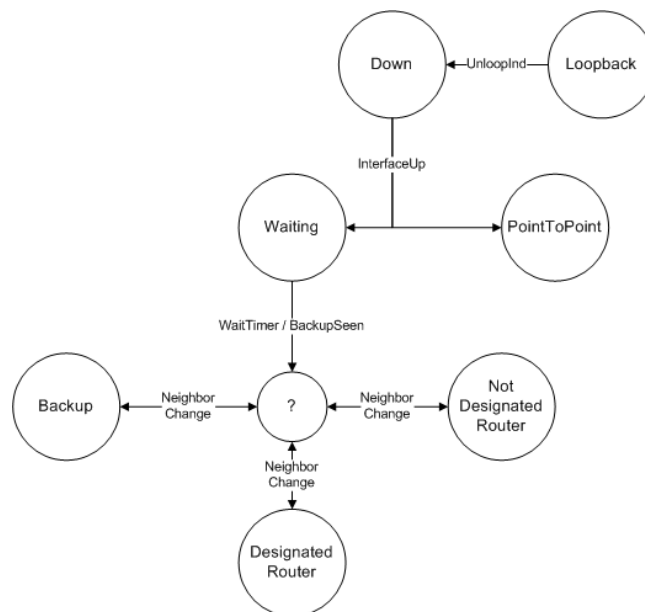 Down
UnloopInd
Loopback
InterfaceUp
Waiting
PointToPoint
WaitTimer / BackupSeen
Backup
Neighbor
Change
?
Neighbor
Change
Not
Designated
Router
Neighbor
Change
Designated
Router